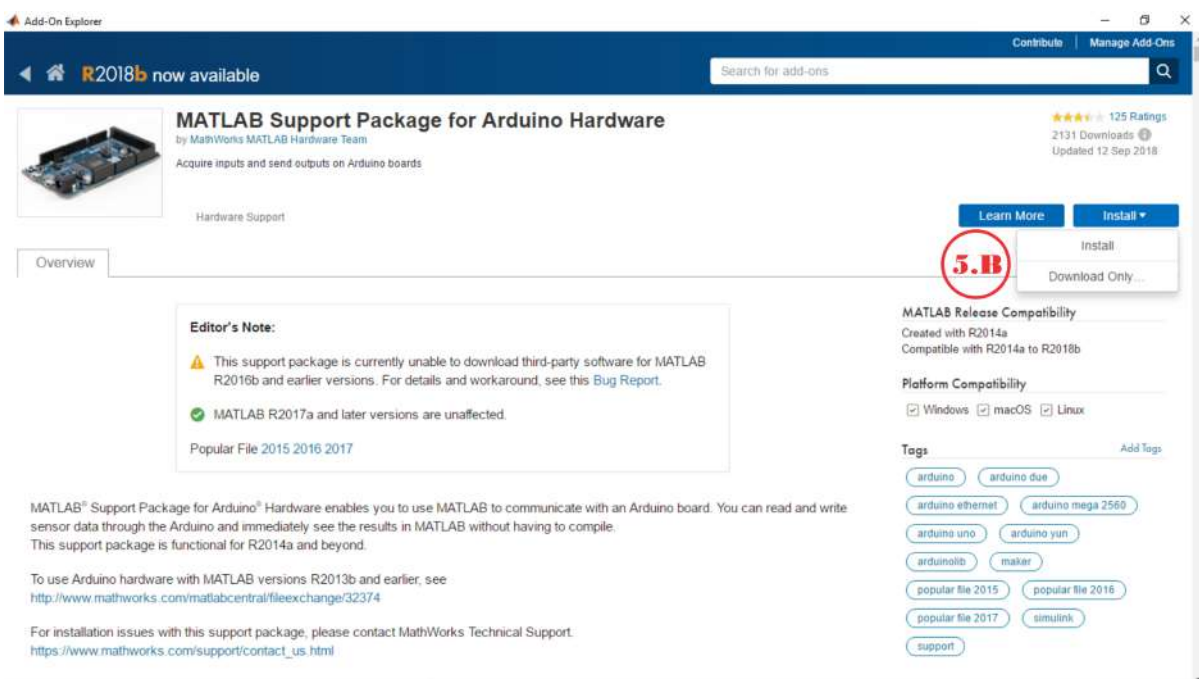 Add-On Explorer
Contribute | Manage Add-Ons
R2018b now available
Search for add-ons
MATLAB Support Package for Arduino Hardware
by MathWorks MATLAB Hardware Team
Acquire inputs and send outputs on Arduino boards
125 Ratings
2131 Downloads
Updated 12 Sep 2018
Hardware Support
Learn More
Install
Install
Download Only...
5.B
Overview
Editor's Note:
This support package is currently unable to download third-party software for MATLAB
R2016b and earlier versions. For details and workaround, see this Bug Report.
MATLAB R2017a and later versions are unaffected.
Popular File 2015 2016 2017
MATLAB® Support Package for Arduino® Hardware enables you to use MATLAB to communicate with an Arduino board. You can read and write
sensor data through the Arduino and immediately see the results in MATLAB without having to compile.
This support package is functional for R2014a and beyond.
To use Arduino hardware with MATLAB versions R2013b and earlier, see
http://www.mathworks.com/matlabcentral/fileexchange/32374
For installation issues with this support package, please contact MathWorks Technical Support.
https://www.mathworks.com/support/contact_us.html
MATLAB Release Compatibility
Created with R2014a
Compatible with R2014a to R2018b
Platform Compatibility
Windows macOS Linux
Tags
Add Tags
arduino
arduino due
arduino ethernet
arduino mega 2560
arduino uno
arduino yun
arduinolib
maker
popular file 2015
popular file 2016
popular file 2017
simulink
support